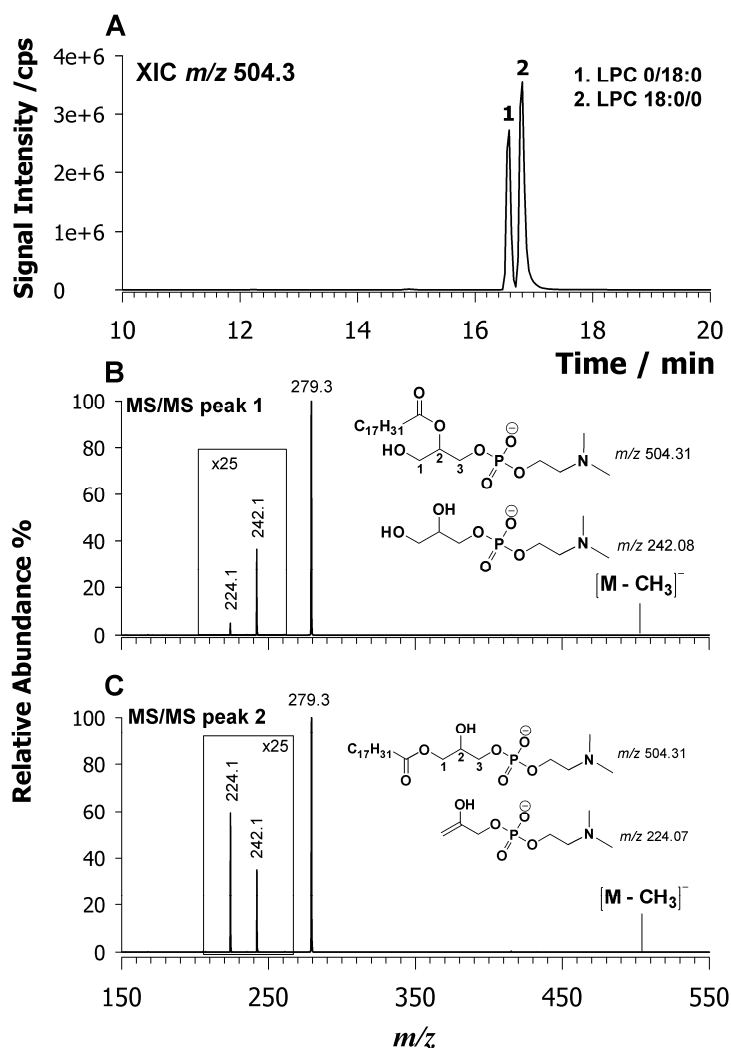 A
XIC m/z 504.3
1. LPC 0/18:0
2. LPC 18:0/0
Signal Intensity /cps
4e+6
3e+6
2e+6
1e+6
0
1
2
10 12 14 16 18 20
Time / min
B
MS/MS peak 1
279.3
100
80
60
40
20
0
x25
224.1
242.1
O
C17H31
O
HO
1
2
3
O
P
O
O
⊖
O
N
m/z 504.31
OH
HO
O
P
O
O
⊖
O
N
m/z 242.08
[M - CH3]−
Relative Abundance %
C
MS/MS peak 2
279.3
100
80
60
40
20
0
x25
224.1
242.1
C17H31
O
O
OH
1
2
3
O
P
O
O
⊖
O
N
m/z 504.31
OH
O
P
O
O
⊖
O
N
m/z 224.07
[M - CH3]−
150 250 350 450 550
m/z